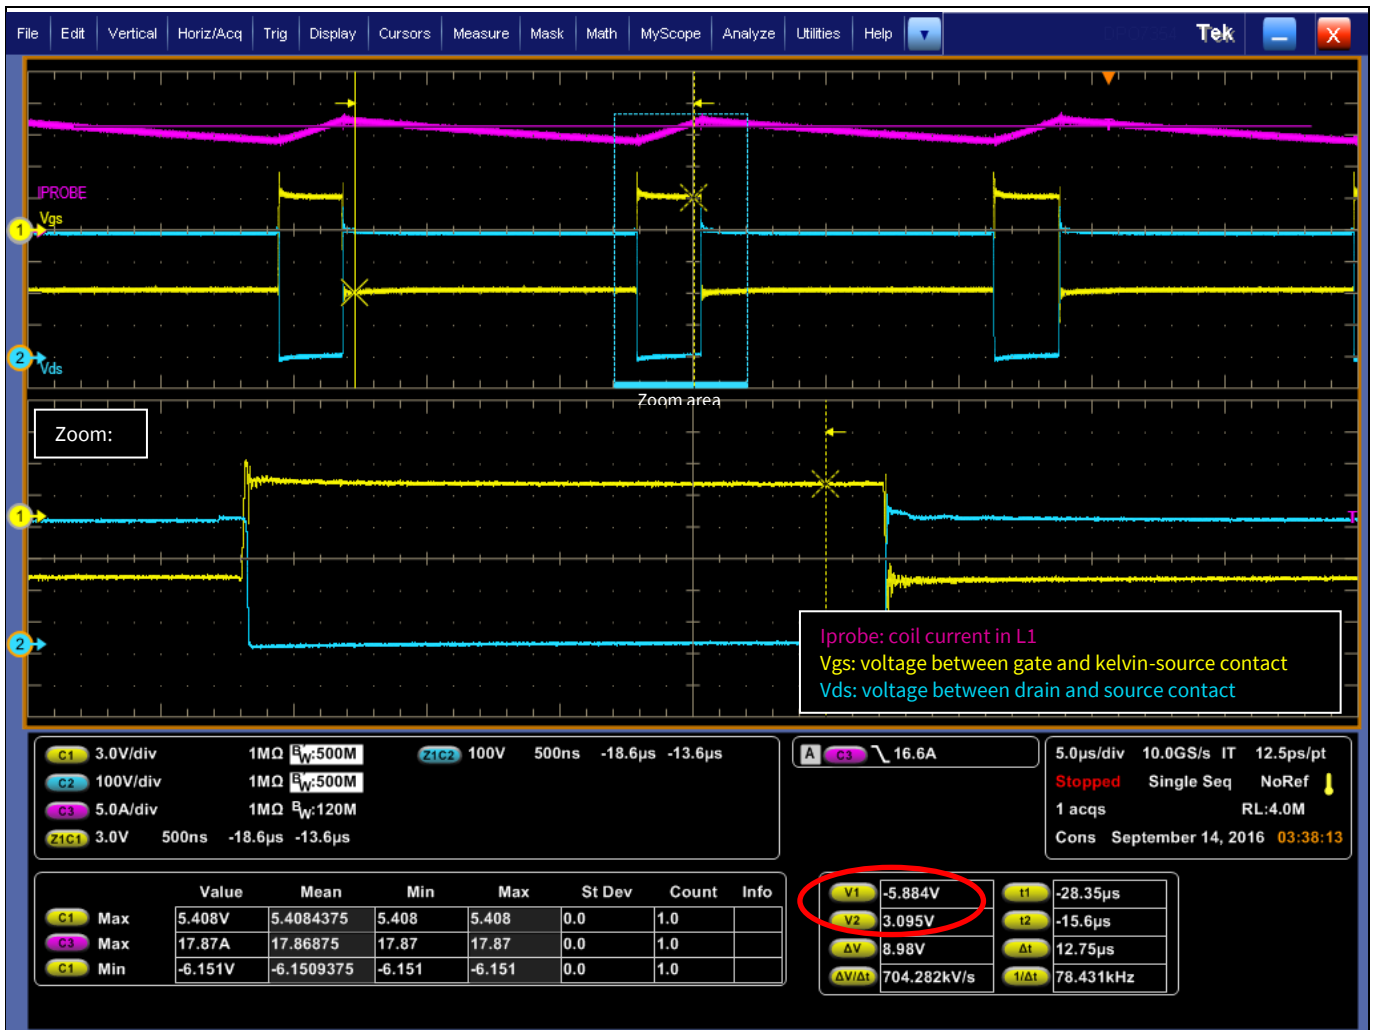 File Edit Vertical Horiz/Acq Trig Display Cursors Measure Mask Math MyScope Analyze Utilities Help Tek X
IPROBE
Vgs
1
2
Vds
Zoom area
Zoom:
1
T
2
Iprobe: coil current in L1
Vgs: voltage between gate and kelvin-source contact
Vds: voltage between drain and source contact
C1 3.0V/div 1MΩ BW:500M Z1C2 100V 500ns -18.6µs -13.6µs
C2 100V/div 1MΩ BW:500M
C3 5.0A/div 1MΩ BW:120M
Z1C1 3.0V 500ns -18.6µs -13.6µs
A C3 16.6A
5.0µs/div 10.0GS/s IT 12.5ps/pt
Stopped Single Seq NoRef
1 acqs RL:4.0M
Cons September 14, 2016 03:38:13
Value Mean Min Max St Dev Count Info
C1 Max 5.408V 5.4084375 5.408 5.408 0.0 1.0
C3 Max 17.87A 17.86875 17.87 17.87 0.0 1.0
C1 Min -6.151V -6.1509375 -6.151 -6.151 0.0 1.0
V1 -5.884V t1 -28.35µs
V2 3.095V t2 -15.6µs
ΔV 8.98V Δt 12.75µs
ΔV/Δt 704.282kV/s 1/Δt 78.431kHz